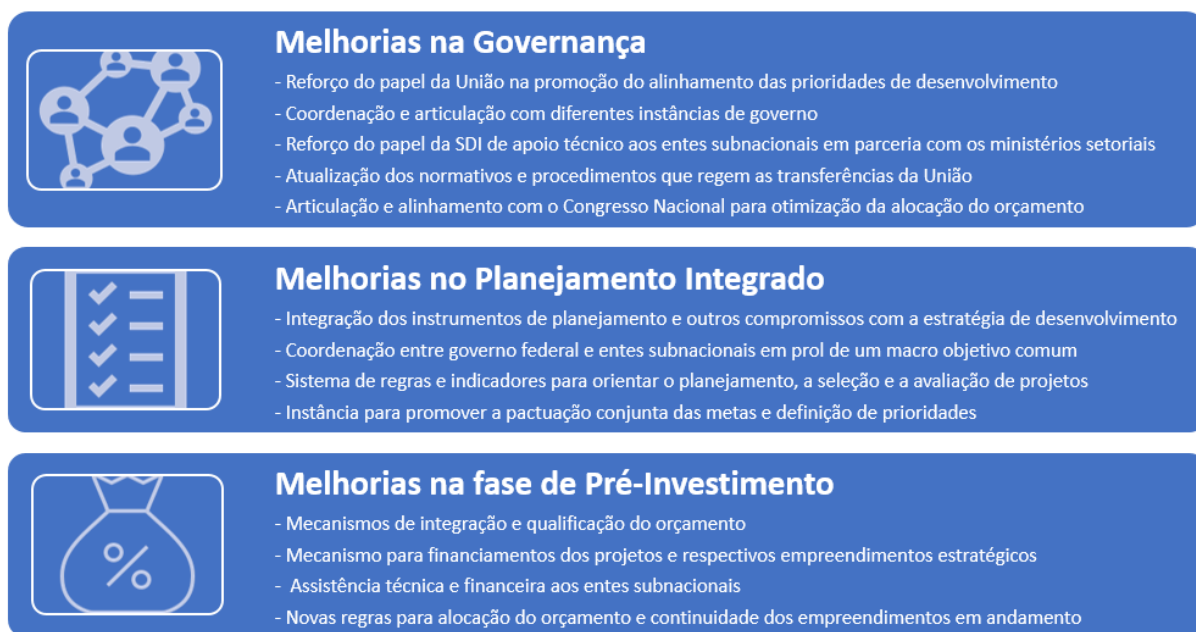 Melhorias na Governança
- Reforço do papel da União na promoção do alinhamento das prioridades de desenvolvimento
- Coordenação e articulação com diferentes instâncias de governo
- Reforço do papel da SDI de apoio técnico aos entes subnacionais em parceria com os ministérios setoriais
- Atualização dos normativos e procedimentos que regem as transferências da União
- Articulação e alinhamento com o Congresso Nacional para otimização da alocação do orçamento
Melhorias no Planejamento Integrado
- Integração dos instrumentos de planejamento e outros compromissos com a estratégia de desenvolvimento
- Coordenação entre governo federal e entes subnacionais em prol de um macro objetivo comum
- Sistema de regras e indicadores para orientar o planejamento, a seleção e a avaliação de projetos
- Instância para promover a pactuação conjunta das metas e definição de prioridades
Melhorias na fase de Pré-Investimento
- Mecanismos de integração e qualificação do orçamento
- Mecanismo para financiamentos dos projetos e respectivos empreendimentos estratégicos
- Assistência técnica e financeira aos entes subnacionais
- Novas regras para alocação do orçamento e continuidade dos empreendimentos em andamento
%